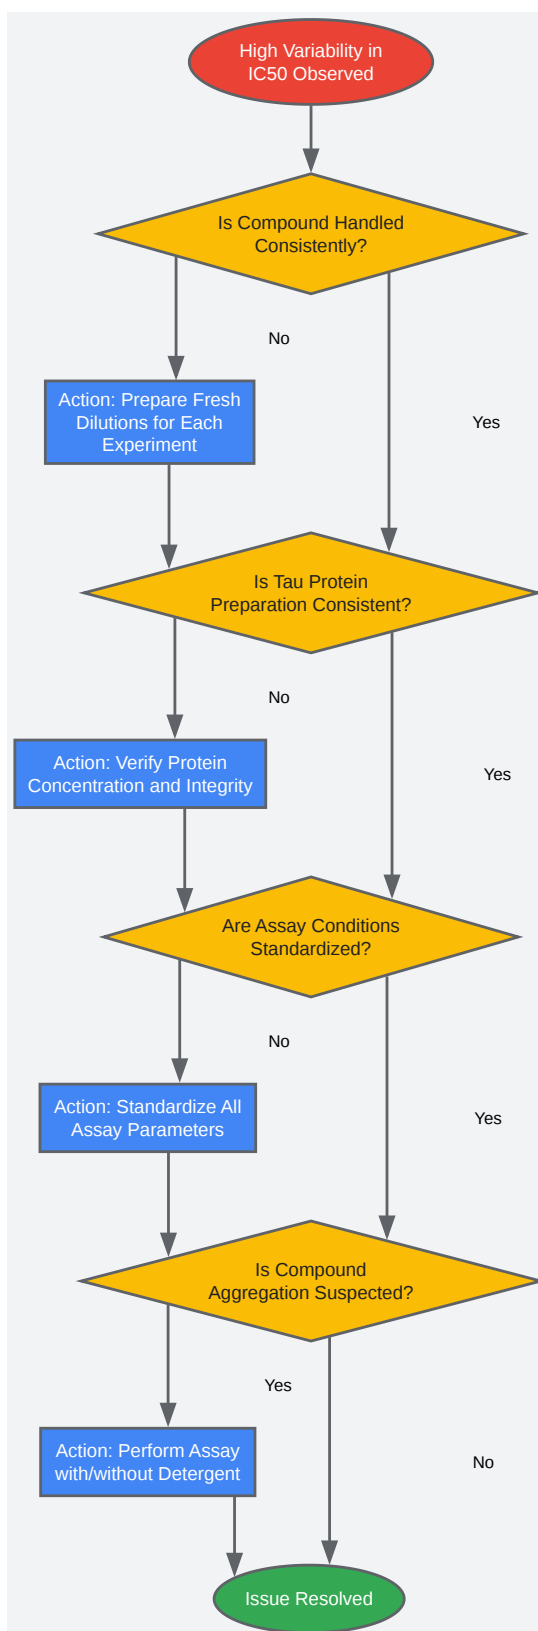 High Variability in
IC50 Observed
Is Compound Handled
Consistently?
No
Action: Prepare Fresh
Dilutions for Each
Experiment
Yes
Is Tau Protein
Preparation Consistent?
No
Action: Verify Protein
Concentration and Integrity
Yes
Are Assay Conditions
Standardized?
No
Action: Standardize All
Assay Parameters
Yes
Is Compound
Aggregation Suspected?
Yes
Action: Perform Assay
with/without Detergent
No
Issue Resolved